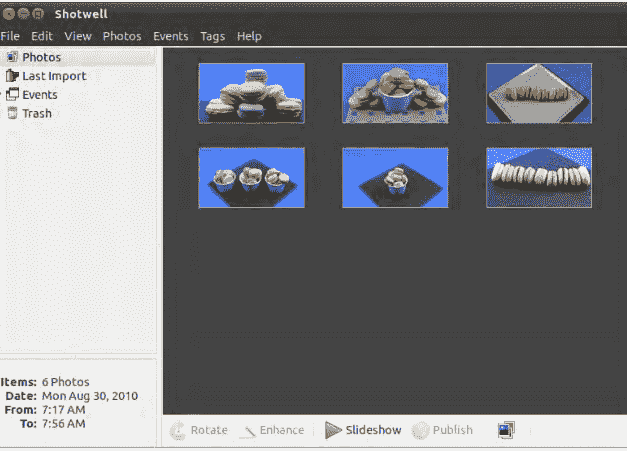 Shotwell
File Edit View Photos Events Tags Help
Photos
Last Import
Events
Trash
Items: 6 Photos
Date: Mon Aug 30, 2010
From: 7:17 AM
To: 7:56 AM
Rotate Enhance Slideshow Publish